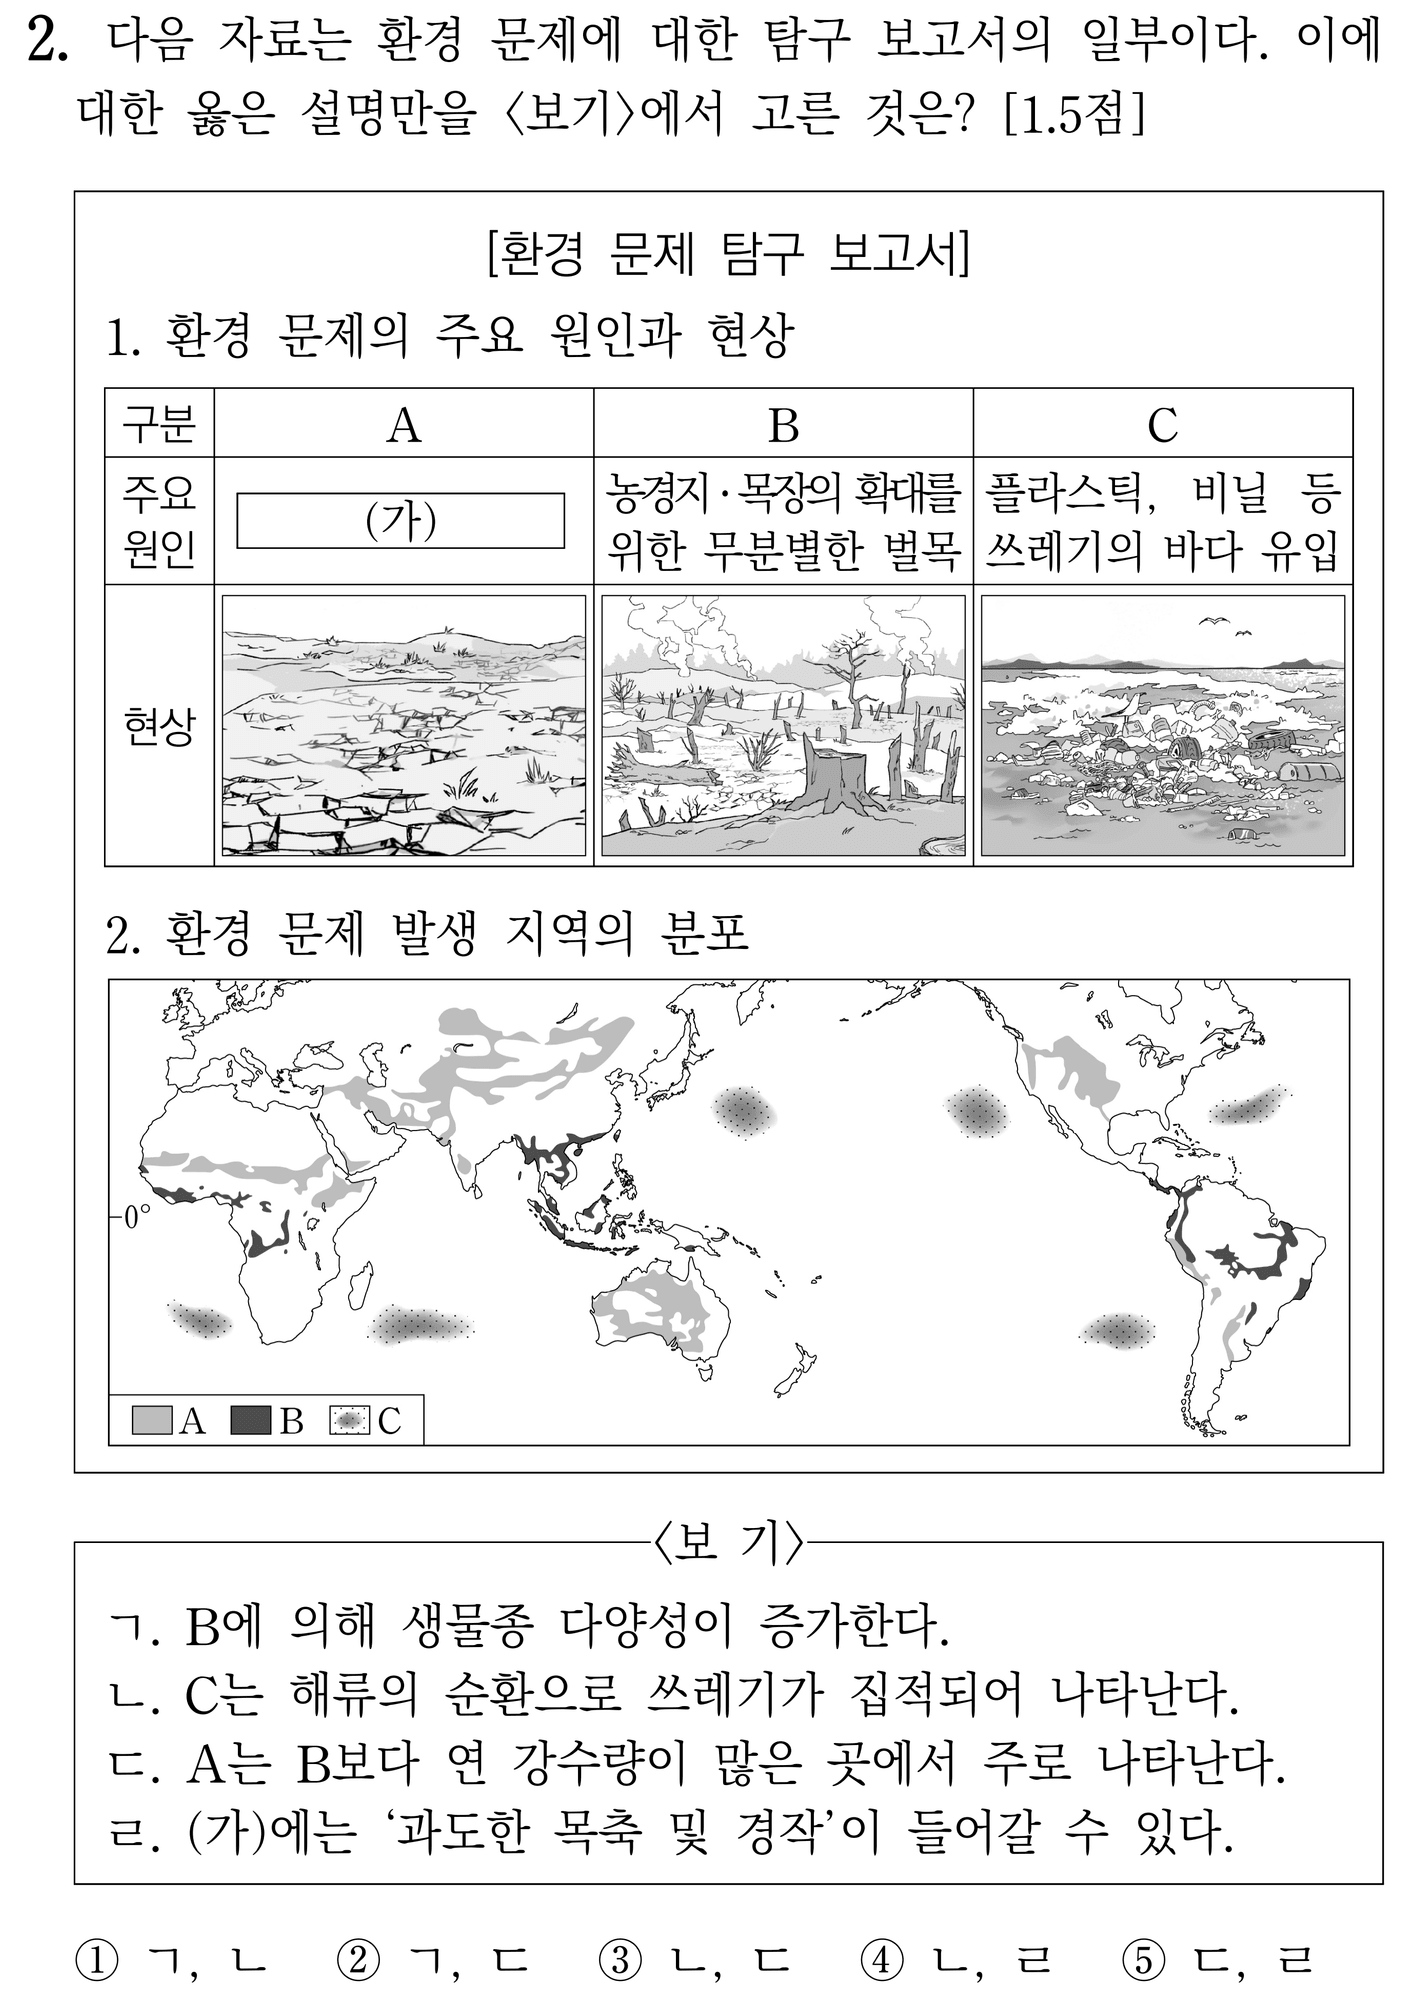 2. 다음 자료는 환경 문제에 대한 탐구 보고서의 일부이다. 이에
대한 옳은 설명만을 〈보기〉에서 고른 것은? [1.5점]
[환경 문제 탐구 보고서]
1. 환경 문제의 주요 원인과 현상
구분 A B C
주요 원인 (가) 농경지·목장의 확대를 위한 무분별한 벌목 플라스틱, 비닐 등 쓰레기의 바다 유입
현상
2. 환경 문제 발생 지역의 분포
0°
A B C
〈보 기〉
ㄱ. B에 의해 생물종 다양성이 증가한다.
ㄴ. C는 해류의 순환으로 쓰레기가 집적되어 나타난다.
ㄷ. A는 B보다 연 강수량이 많은 곳에서 주로 나타난다.
ㄹ. (가)에는 ‘과도한 목축 및 경작’이 들어갈 수 있다.
① ㄱ, ㄴ ② ㄱ, ㄷ ③ ㄴ, ㄷ ④ ㄴ, ㄹ ⑤ ㄷ, ㄹ